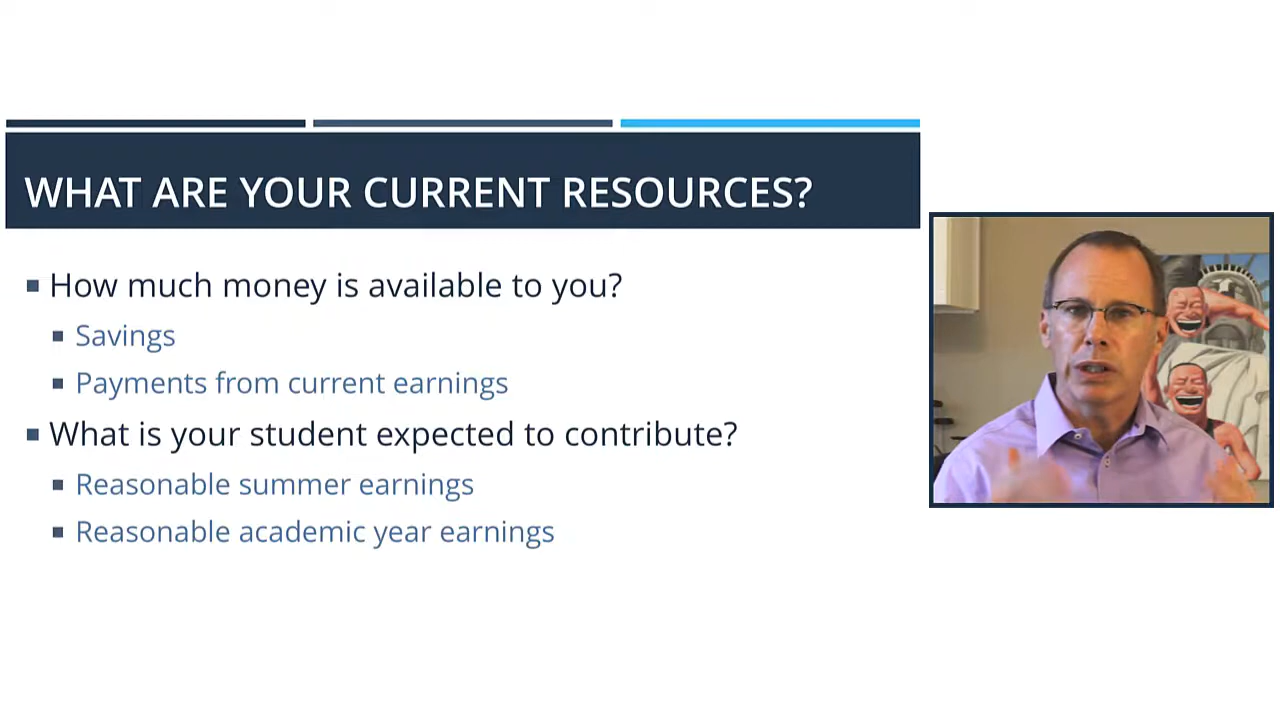 WHAT ARE YOUR CURRENT RESOURCES?
How much money is available to you?
Savings
Payments from current earnings
What is your student expected to contribute?
Reasonable summer earnings
Reasonable academic year earnings